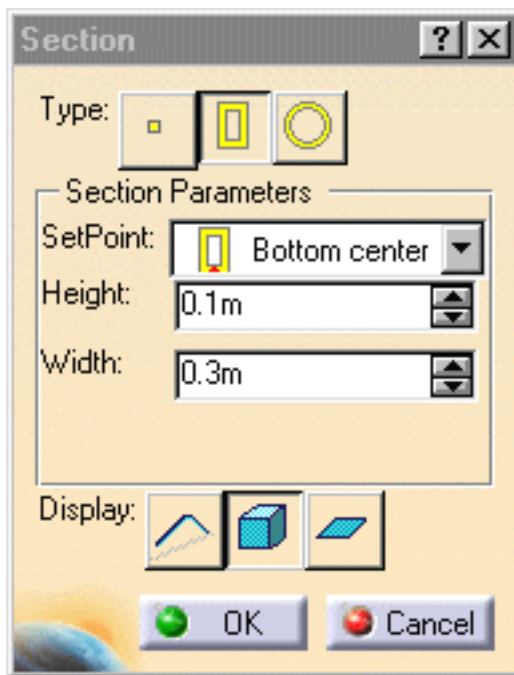 Section ? X
Type:
Section Parameters
SetPoint: Bottom center
Height: 0.1m
Width: 0.3m
Display:
OK Cancel